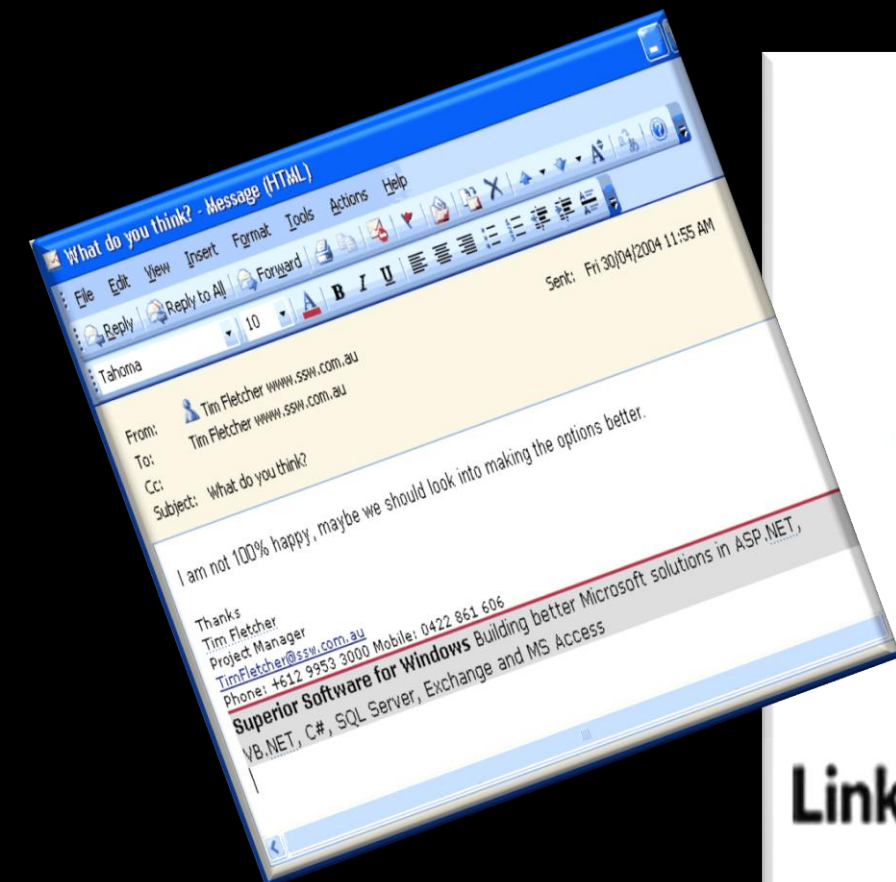 What do you think? - Message (HTML)
File Edit View Insert Format Tools Actions Help
Reply Reply to All Forward
Tahoma 10 A B I U
Sent: Fri 30/04/2004 11:55 AM
From: Tim Fletcher www.ssw.com.au
To: Tim Fletcher www.ssw.com.au
Cc:
Subject: What do you think?
I am not 100% happy, maybe we should look into making the options better.
Thanks
Tim Fletcher
Project Manager
TimFletcher@ssw.com.au
Phone: +612 9953 3000 Mobile: 0422 861 606
Superior Software for Windows Building better Microsoft solutions in ASP.NET,
VB.NET, C#, SQL Server, Exchange and MS Access
Link